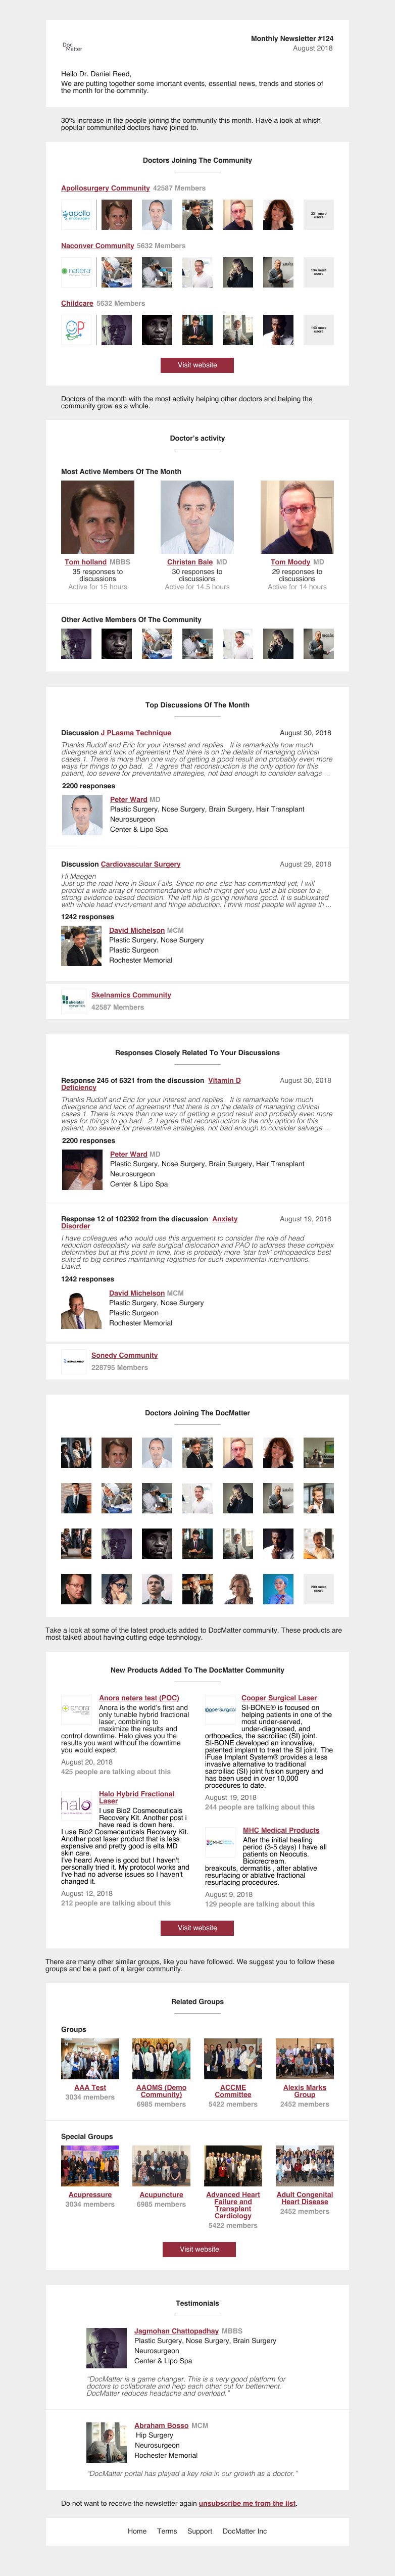 Doc
Matter
Monthly Newsletter #124
August 2018
Hello Dr. Daniel Reed,
We are putting together some imortant events, essential news, trends and stories of
the month for the commnity.
30% increase in the people joining the community this month. Have a look at which
popular communited doctors have joined to.
Doctors Joining The Community
Apollosurgery Community 42587 Members
apollo
201 more
users
Naconver Community 5632 Members
natera
Childcare 5632 Members
gp
users
Visit website
Doctors of the month with the most activity helping other doctors and helping the
community grow as a whole.
Doctor's activity
Most Active Members Of The Month
Tom holland MBBS
35 responses to
discussions
Active for 15 hours
Christan Bale MD
30 responses to
discussions
Active for 14.5 hours
Tom Moody MD
29 responses to
discussions
Active for 14 hours
Other Active Members Of The Community
Top Discussions Of The Month
Discussion J PLasma Technique
August 30, 2018
Thanks Rudolf and Eric for your interest and replies. It is remarkable how much
divergence and lack of agreement that there is on the details of managing clinical
cases.1. There is more than one way of getting a good result and probably even more
ways for things to go bad. 2. I agree that reconstruction is the only option for this
patient, too severe for preventative strategies, not bad enough to consider salvage ...
2200 responses
Peter Ward MD
Plastic Surgery, Nose Surgery, Brain Surgery, Hair Transplant
Neurosurgeon
Center & Lipo Spa
Discussion Cardiovascular Surgery
August 29, 2018
Hi Maegen
Just up the road here in Sioux Falls. Since no one else has commented yet, I will
predict a wide array of recommendations which might get you just a bit closer to a
strong evidence based decision. The left hip is going nowhere good. It is subluxated
with whole head involvement and hinge abduction. I think most people will agree th ...
1242 responses
David Michelson MCM
Plastic Surgery, Nose Surgery
Plastic Surgeon
Rochester Memorial
skeletal
dynamics
Skelnamics Community
42587 Members
Responses Closely Related To Your Discussions
Response 245 of 6321 from the discussion Vitamin D
Deficiency
August 30, 2018
Thanks Rudolf and Eric for your interest and replies. It is remarkable how much
divergence and lack of agreement that there is on the details of managing clinical
cases.1. There is more than one way of getting a good result and probably even more
ways for things to go bad. 2. I agree that reconstruction is the only option for this
patient, too severe for preventative strategies, not bad enough to consider salvage ...
2200 responses
Peter Ward MD
Plastic Surgery, Nose Surgery, Brain Surgery, Hair Transplant
Neurosurgeon
Center & Lipo Spa
Response 12 of 102392 from the discussion Anxiety
Disorder
August 19, 2018
I have colleagues who would use this arguement to consider the role of head
reduction osteoplasty via safe surgical dislocation and PAO to address these complex
deformities but at this point in time, this is probably more "star trek" orthopaedics best
suited to big centres maintaining registries for such experimental interventions.
David.
1242 responses
David Michelson MCM
Plastic Surgery, Nose Surgery
Plastic Surgeon
Rochester Memorial
Sonedy Community
228795 Members
Doctors Joining The DocMatter
users
Take a look at some of the latest products added to DocMatter community. These products are
most talked about having cutting edge technology.
New Products Added To The DocMatter Community
anora
Anora netera test (POC)
Anora is the world's first and
only tunable hybrid fractional
laser, combining to
maximize the results and
control downtime. Halo gives you the
results you want without the downtime
you would expect.
August 20, 2018
425 people are talking about this
halo
Halo Hybrid Fractional
Laser
I use Bio2 Cosmeceuticals
Recovery Kit. Another post i
have read is down here.
I use Bio2 Cosmeceuticals Recovery Kit.
Another post laser product that is less
expensive and pretty good is ella MD
skin care.
I've heard Avene is good but I haven't
personally tried it. My protocol works and
I've had no adverse issues so I haven't
changed it.
August 12, 2018
212 people are talking about this
CooperSurgical
Cooper Surgical Laser
SI-BONE® is focused on
helping patients in one of the
most under-served,
under-diagnosed, and
orthopedics, the sacroiliac (SI) joint.
SI-BONE developed an innovative,
patented implant to treat the SI joint. The
iFuse Implant System® provides a less
invasive alternative to traditional
sacroiliac (SI) joint fusion surgery and
has been used in over 10,000
procedures to date.
August 19, 2018
244 people are talking about this
MHC
MHC Medical Products
After the initial healing
period (3-5 days) I have all
patients on Neocutis.
Bioicrecream.
breakouts, dermatitis , after ablative
resurfacing or ablative fractional
resurfacing procedures.
August 9, 2018
129 people are talking about this
Visit website
There are many other similar groups, like you have followed. We suggest you to follow these
groups and be a part of a larger community.
Related Groups
Groups
AAA Test
3034 members
AAOMS (Demo
Community)
6985 members
ACCME
Committee
5422 members
Alexis Marks
Group
2452 members
Special Groups
Acupressure
3034 members
Acupuncture
6985 members
Advanced Heart
Failure and
Transplant
Cardiology
5422 members
Adult Congenital
Heart Disease
2452 members
Visit website
Testimonials
Jagmohan Chattopadhay MBBS
Plastic Surgery, Nose Surgery, Brain Surgery
Neurosurgeon
Center & Lipo Spa
"DocMatter is a game changer. This is a very good platform for
doctors to collaborate and help each other out for betterment.
DocMatter reduces headache and overload."
Abraham Bosso MCM
Hip Surgery
Neurosurgeon
Rochester Memorial
"DocMatter portal has played a key role in our growth as a doctor."
Do not want to receive the newsletter again unsubscribe me from the list.
Home Terms Support DocMatter Inc